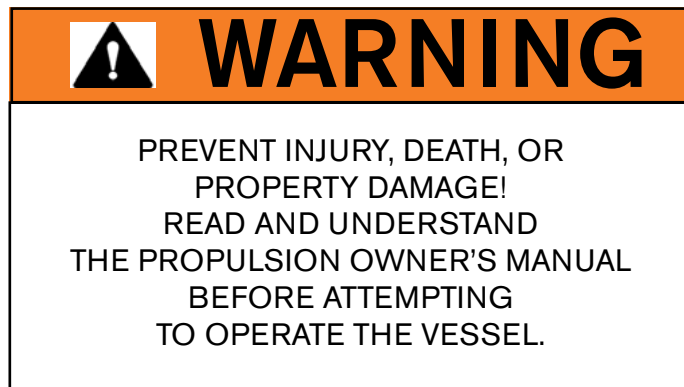 WARNING
PREVENT INJURY, DEATH, OR
PROPERTY DAMAGE!
READ AND UNDERSTAND
THE PROPULSION OWNER'S MANUAL
BEFORE ATTEMPTING
TO OPERATE THE VESSEL.